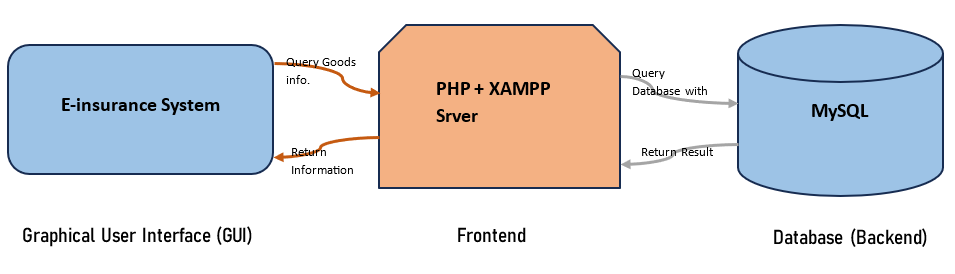 E-insurance System
Query Goods
info.
Return
Information
PHP + XAMPP
Srver
Query
Database with
Return Result
MySQL
Graphical User Interface (GUI)
Frontend
Database (Backend)